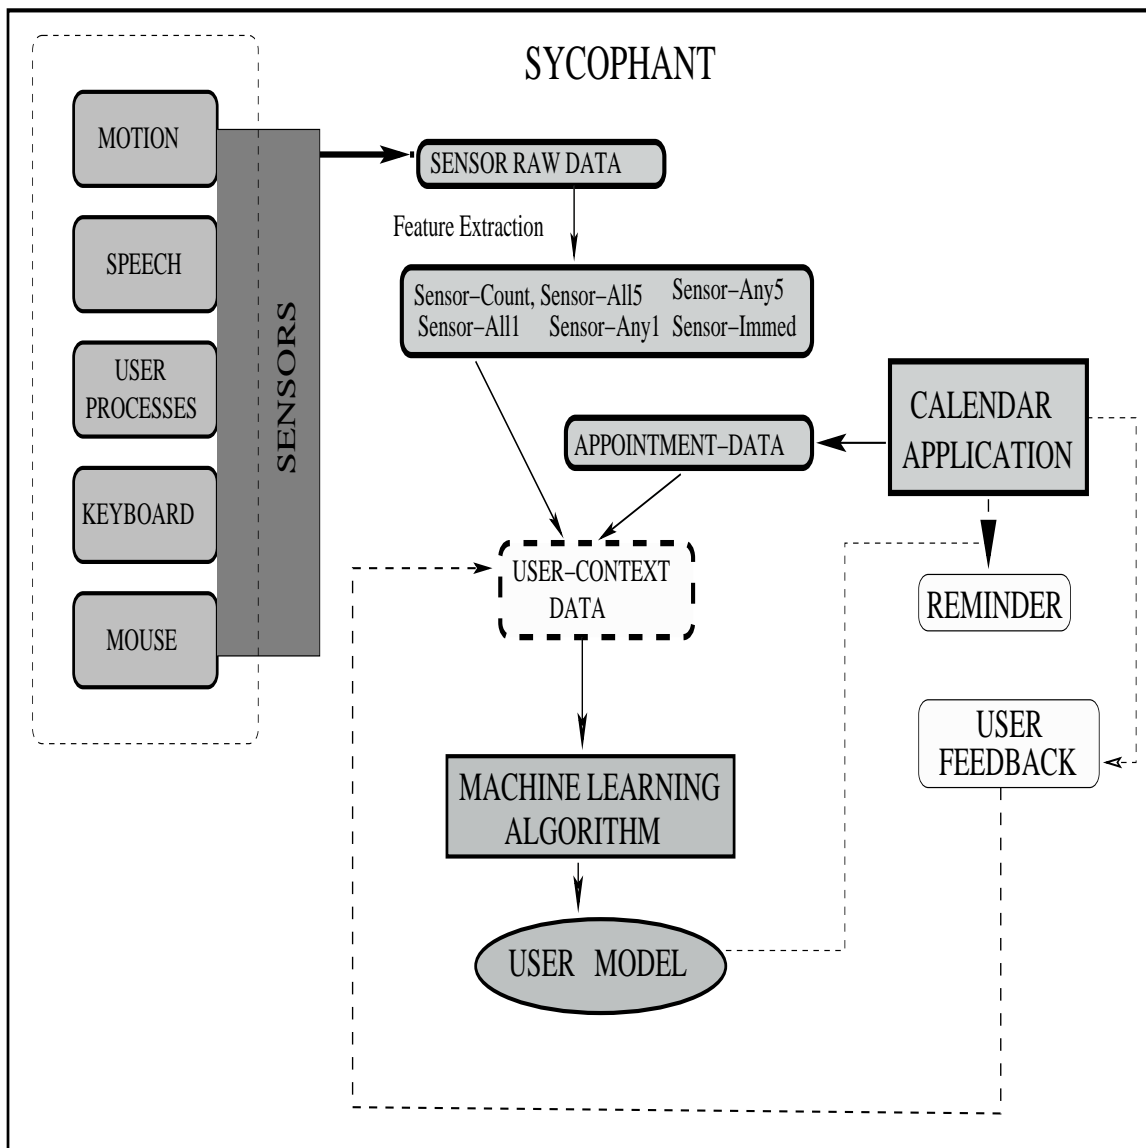 SYCOPHANT
MOTION
SPEECH
USER
PROCESSES
KEYBOARD
MOUSE
SENSORS
SENSOR RAW DATA
Feature Extraction
Sensor–Count, Sensor–All5 Sensor–Any5
Sensor–All1 Sensor–Any1 Sensor–Immed
CALENDAR
APPLICATION
APPOINTMENT–DATA
USER–CONTEXT
DATA
REMINDER
USER
FEEDBACK
MACHINE LEARNING
ALGORITHM
USER MODEL